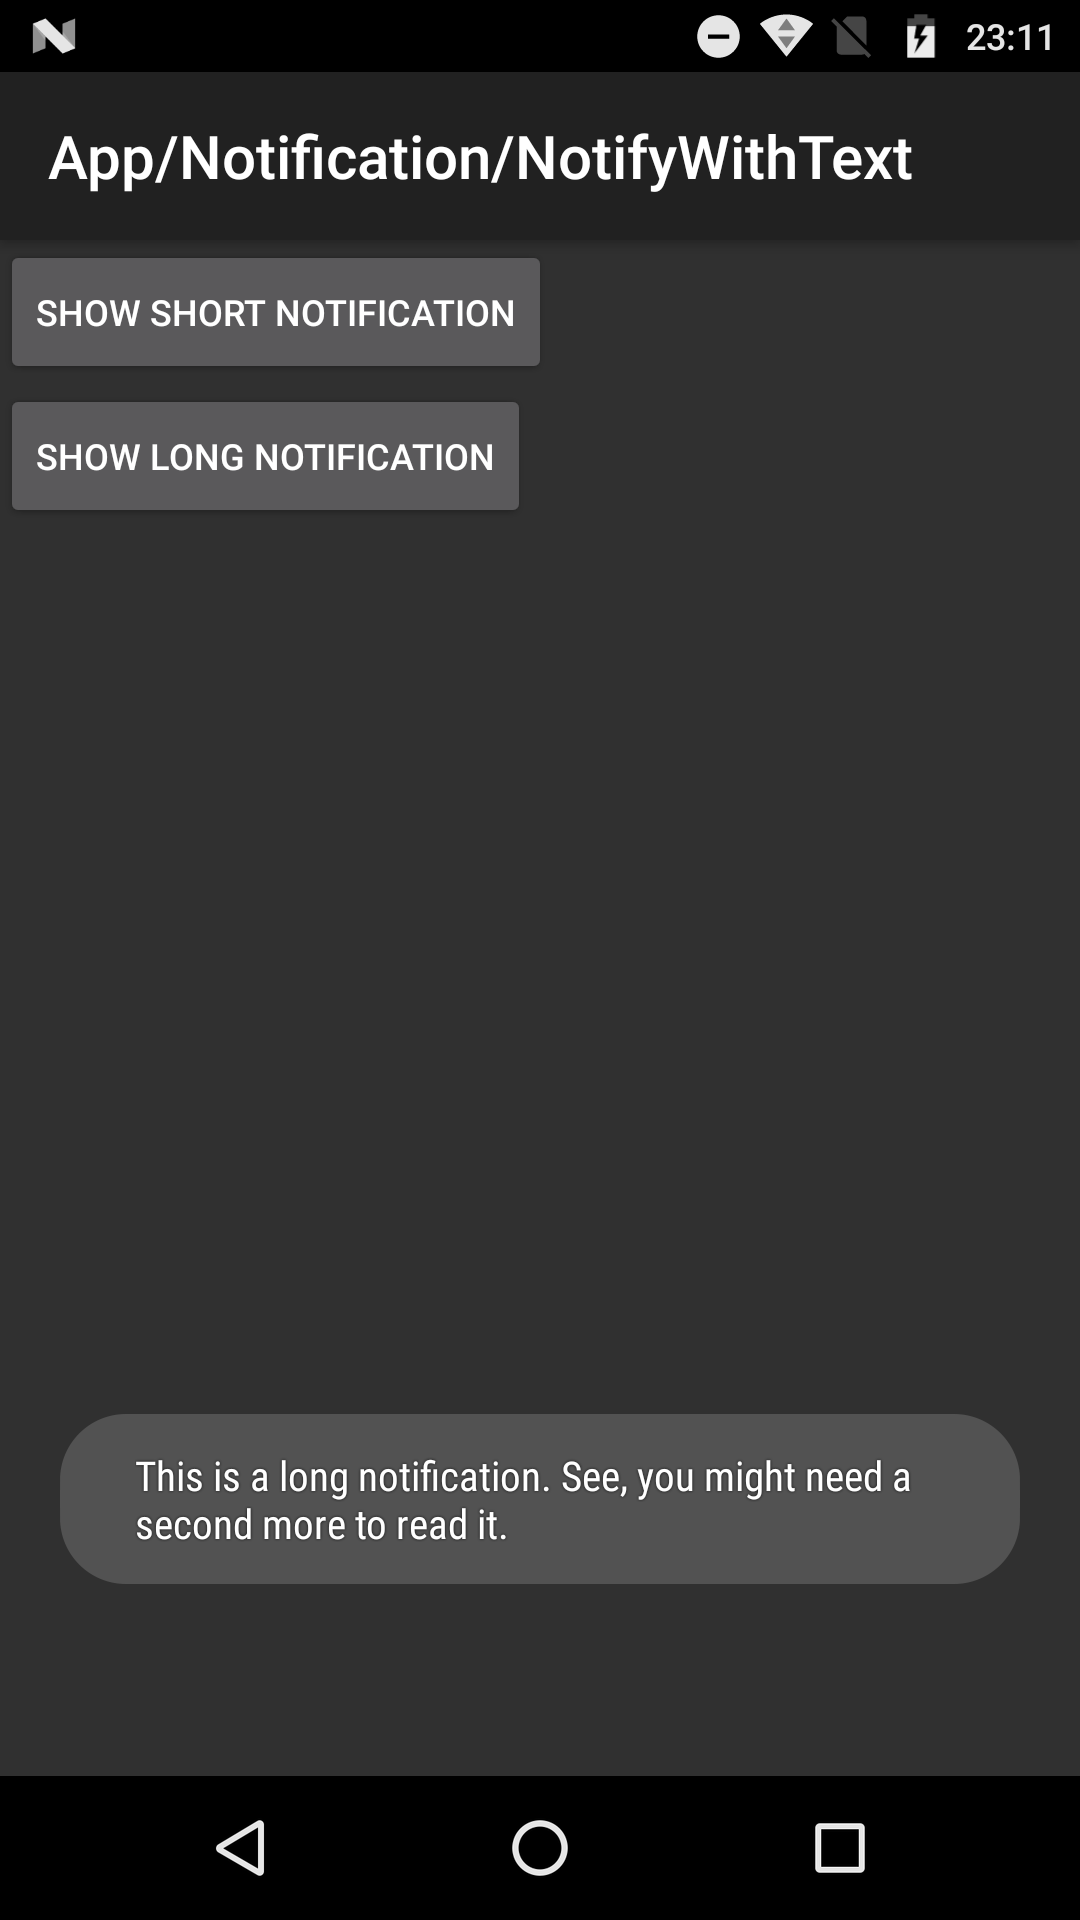 23:11
App/Notification/NotifyWithText
SHOW SHORT NOTIFICATION
SHOW LONG NOTIFICATION
This is a long notification. See, you might need a
second more to read it.